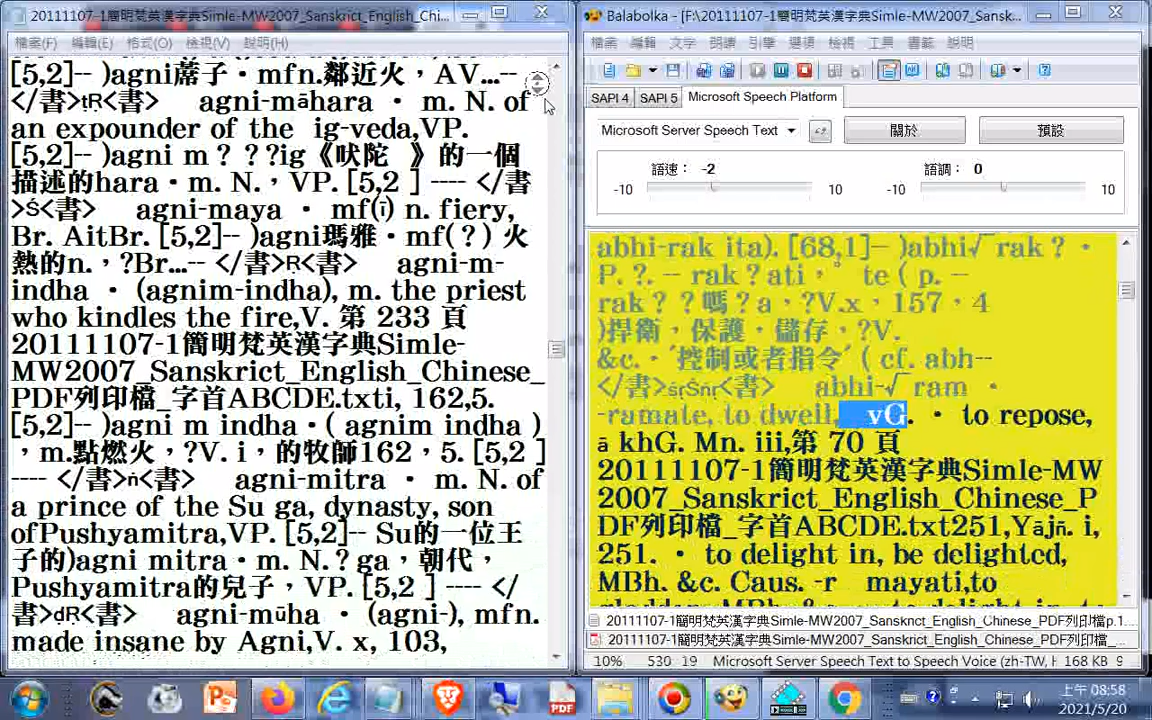 20111107-1簡明梵英漢字典Simle-MW2007_Sanskrict_English_Chi...
檔案(F) 編輯(E) 格式(O) 檢視(V) 說明(H)
[5,2]-- )agni蓆子・mfn.鄰近火，AV...--
</書>ṭR<書> agni-māhara ・ m. N. of
an expounder of the ig-veda,VP.
[5,2]-- )agni m ? ? ?ig《吠陀 》的一個
描述的hara・m. N.，VP. [5,2 ] ---- </書
>Ś<書> agni-maya ・ mf(ī) n. fiery,
Br. AitBr. [5,2]-- )agni瑪雅・mf( ? ) 火
熱的n.，?Br...-- </書>Ṛ<書> agni-m-
indha ・ (agnim-indha), m. the priest
who kindles the fire,V. 第 233 頁
20111107-1簡明梵英漢字典Simle-
MW2007_Sanskrict_English_Chinese_
PDF列印檔_字首ABCDE.txti, 162,5.
[5,2]-- )agni m indha・( agnim indha )
，m.點燃火，?V. i，的牧師162，5. [5,2 ]
---- </書>ṅ<書> agni-mitra ・ m. N. of
a prince of the Su ga, dynasty, son
ofPushyamitra,VP. [5,2]-- Su的一位王
子的)agni mitra・m. N. ? ga，朝代，
Pushyamitra的兒子，VP. [5,2 ] ---- </
書>ḍR<書> agni-mūha ・ (agni-), mfn.
made insane by Agni,V. x, 103,
Balabolka - [F:\20111107-1簡明梵英漢字典Simle-MW2007_Sansk...
檔案 編輯 文字 朗讀 引擎 選項 檢視 工具 書籤 說明
SAPI 4 SAPI 5 Microsoft Speech Platform
Microsoft Server Speech Text 關於 預設
語速： -2 語調： 0
-10 10 -10 10
abhi-rak ita). [68,1]-- )abhi√ rak ?・
P. ?. -- rak ? ati，° te ( p. --
rak ? ? 嗎 ? a，?V.x，157，4
)捍衛，保護・儲存，?V.
&c.・'控制或者指令' ( cf. abh--
</書>śṛŚṇṛ<書> abhi-√ ram ・
-ramate, to dwell, vG. ・ to repose,
ā khG. Mn. iii,第 70 頁
20111107-1簡明梵英漢字典Simle-MW
2007_Sanskrict_English_Chinese_P
DF列印檔_字首ABCDE.txt251,Yājñ. i,
251. ・ to delight in, be delighted,
MBh. &c. Caus. -r mayati,to
20111107-1簡明梵英漢字典Simle-MW2007_Sanskrict_English_Chinese_PDF列印檔p.1...
20111107-1簡明梵英漢字典Simle-MW2007_Sanskrict_English_Chinese_PDF列印檔_...
10% 530 19 Microsoft Server Speech Text to Speech Voice (zh-TW, H 168 KB 9
上午 08:58
2021/5/20